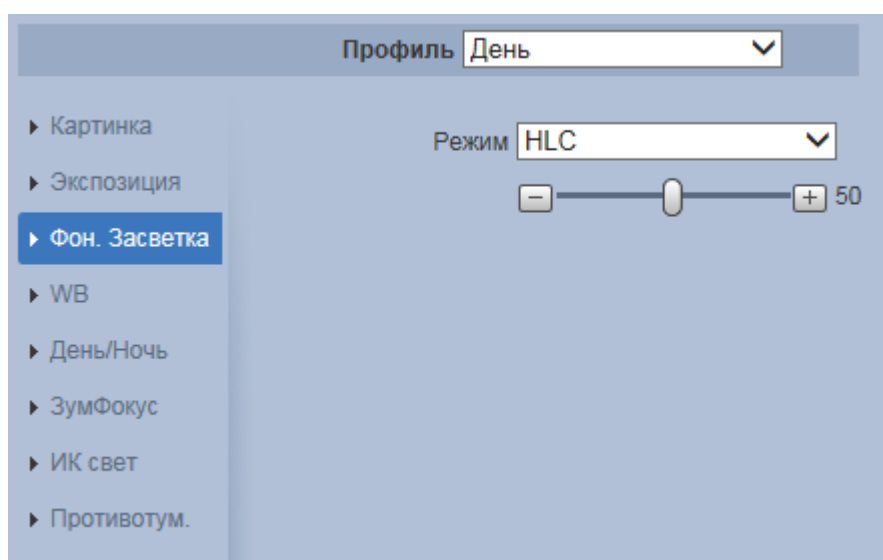 Профиль День
Картинка
Режим HLC
Экспозиция
50
Фон. Засветка
WB
День/Ночь
ЗумФокус
ИК свет
Противотум.